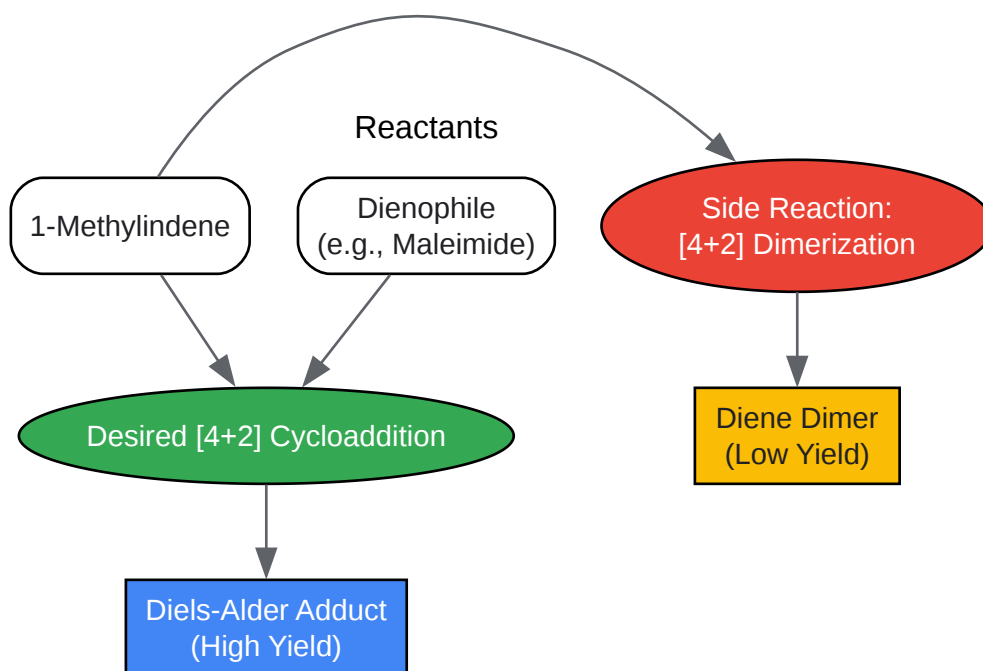 Reactants
1-Methylindene
Dienophile
(e.g., Maleimide)
Side Reaction:
[4+2] Dimerization
Desired [4+2] Cycloaddition
Diene Dimer
(Low Yield)
Diels-Alder Adduct
(High Yield)